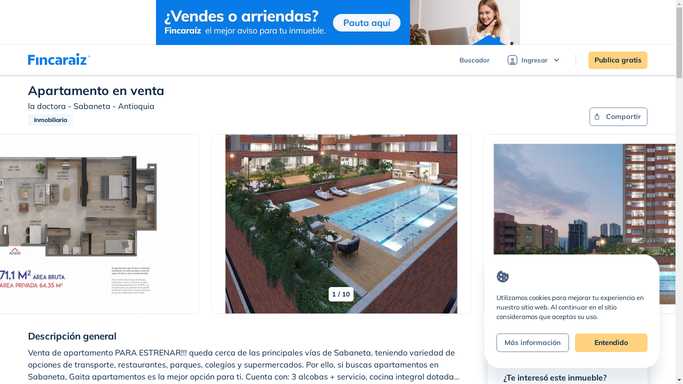 ¿Vendes o arriendas?
Fincaraíz el mejor aviso para tu inmueble.
Pauta aquí
Fincaraíz
Buscador
Ingresar
Publica gratis
Apartamento en venta
la doctora - Sabaneta - Antioquia
Inmobiliaria
Compartir
71,1 M² AREA BRUTA
AREA PRIVADA 64,35 M²
1 / 10
Utilizamos cookies para mejorar tu experiencia en
nuestro sitio web. Al continuar en el sitio
consideramos que aceptas su uso.
Más información
Entendido
Descripción general
Venta de apartamento PARA ESTRENAR!!! queda cerca de las principales vías de Sabaneta, teniendo variedad
de opciones de transporte, restaurantes, parques, colegios y supermercados. Por ello, si buscas apartamentos en
Sabaneta, Gaita apartamentos es la mejor opción para ti. Cuenta con: 3 alcobas + servicio, cocina integral dotada...
¿Te interesó este inmueble?